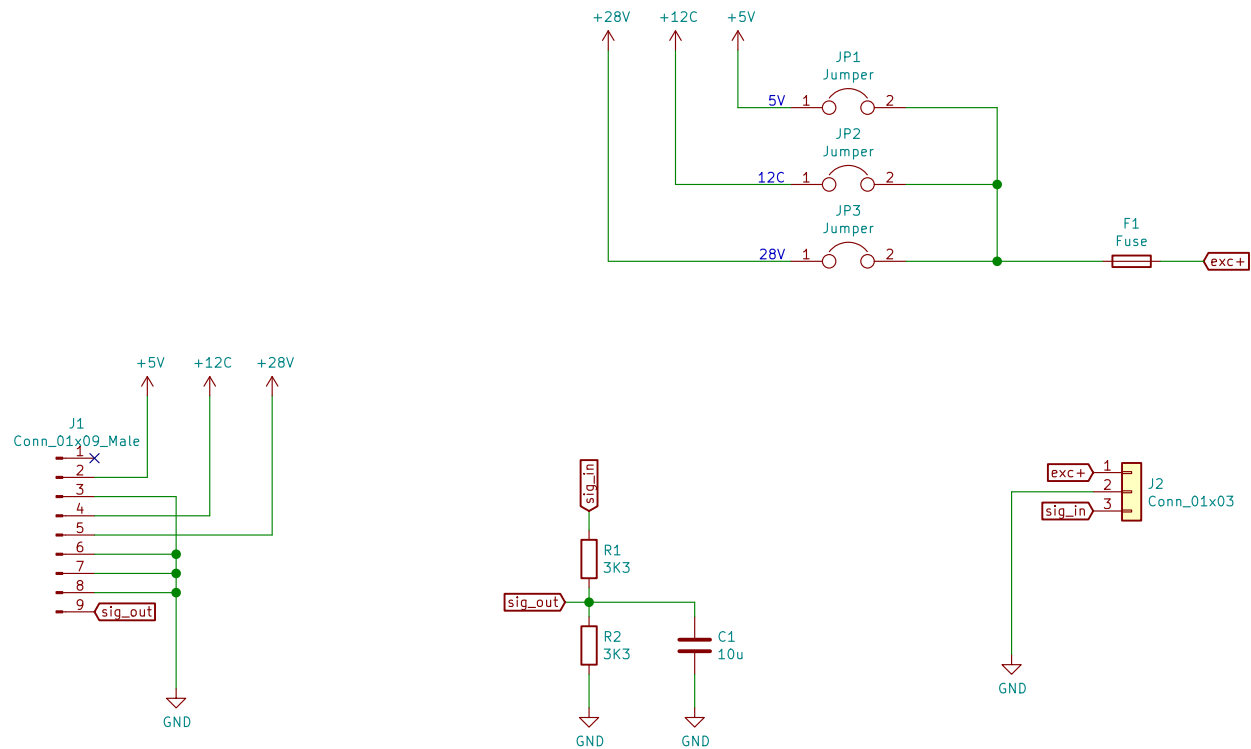 +28V +12C +5V
JP1
Jumper
5V 1 2
JP2
Jumper
12C 1 2
JP3
Jumper
28V 1 2
F1
Fuse
exc+
+5V +12C +28V
J1
Conn_01x09_Male
1
2
3
4
5
6
7
8
9 sig_out
GND
sig_in
R1
3K3
sig_out
R2
3K3
C1
10u
GND GND
exc+ 1
2
sig_in 3
J2
Conn_01x03
GND